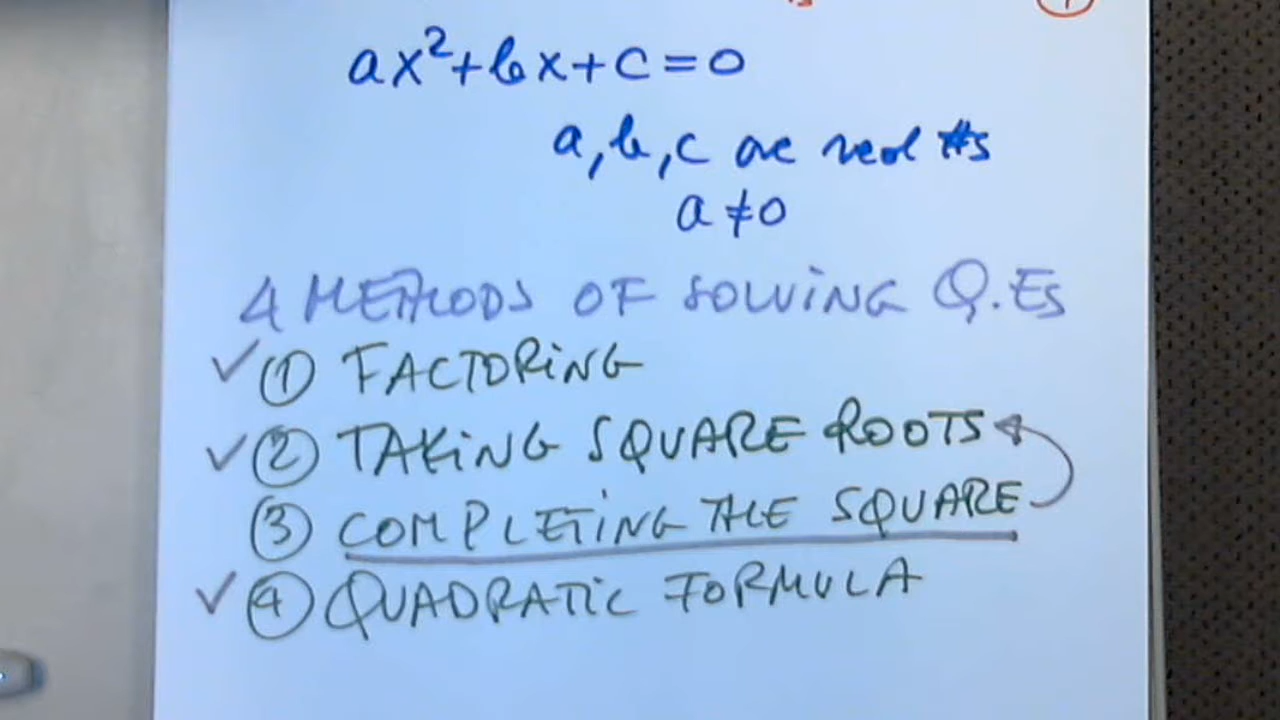 ax²+bx+c=0
a,b,c are real #s
a≠0
4 METHODS OF SOLVING Q.Es
✓ ① FACTORING
✓ ② TAKING SQUARE ROOTS
③ COMPLETING THE SQUARE
✓ ④ QUADRATIC FORMULA